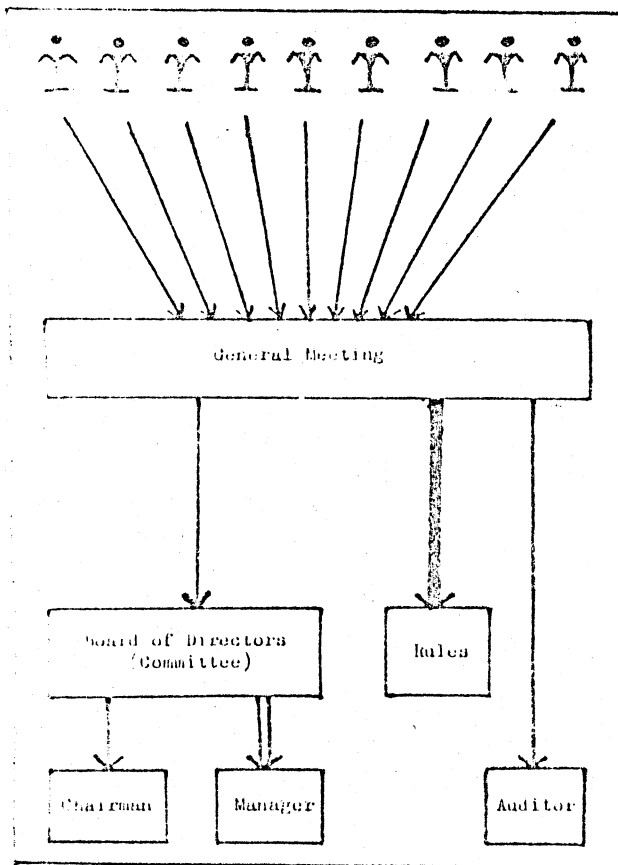 General Meeting
Board of Directors
(Committee)
Rules
Chairman
Manager
Auditor